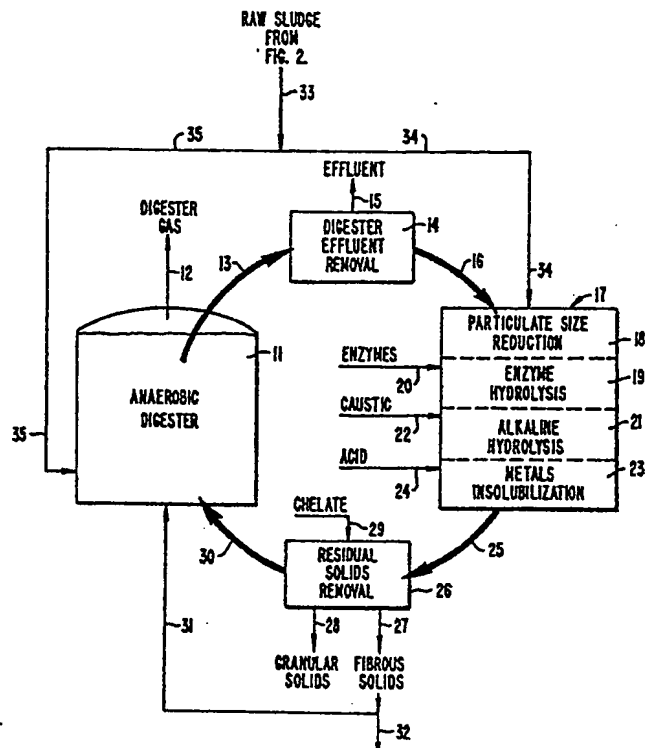 RAW SLUDGE
FROM
FIG. 2.
33
35
34
EFFLUENT
15
14
DIGESTER
GAS
13
DIGESTER
EFFLUENT
REMOVAL
16
12
34
17
PARTICULATE SIZE
REDUCTION
18
11
ENZYMES
20
ENZYME
HYDROLYSIS
19
ANAEROBIC
DIGESTER
CAUSTIC
22
ALKALINE
HYDROLYSIS
21
35
ACID
24
METALS
INSOLUBILIZATION
23
CHELATE
29
25
30
RESIDUAL
SOLIDS
REMOVAL
26
31
28
27
GRANULAR
SOLIDS
FIBROUS
SOLIDS
32